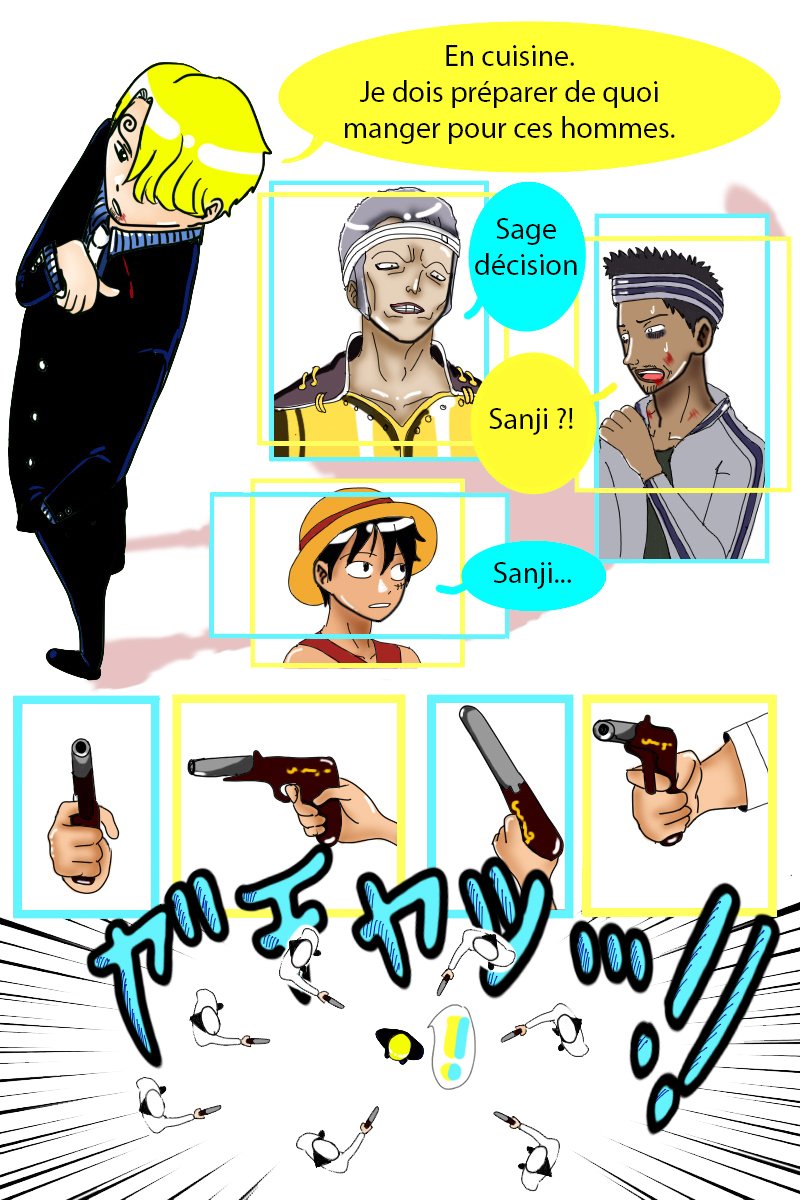 En cuisine.
Je dois préparer de quoi
manger pour ces hommes.
Sage
décision
Sanji ?!
Sanji...
ガチャッ…!!
!!